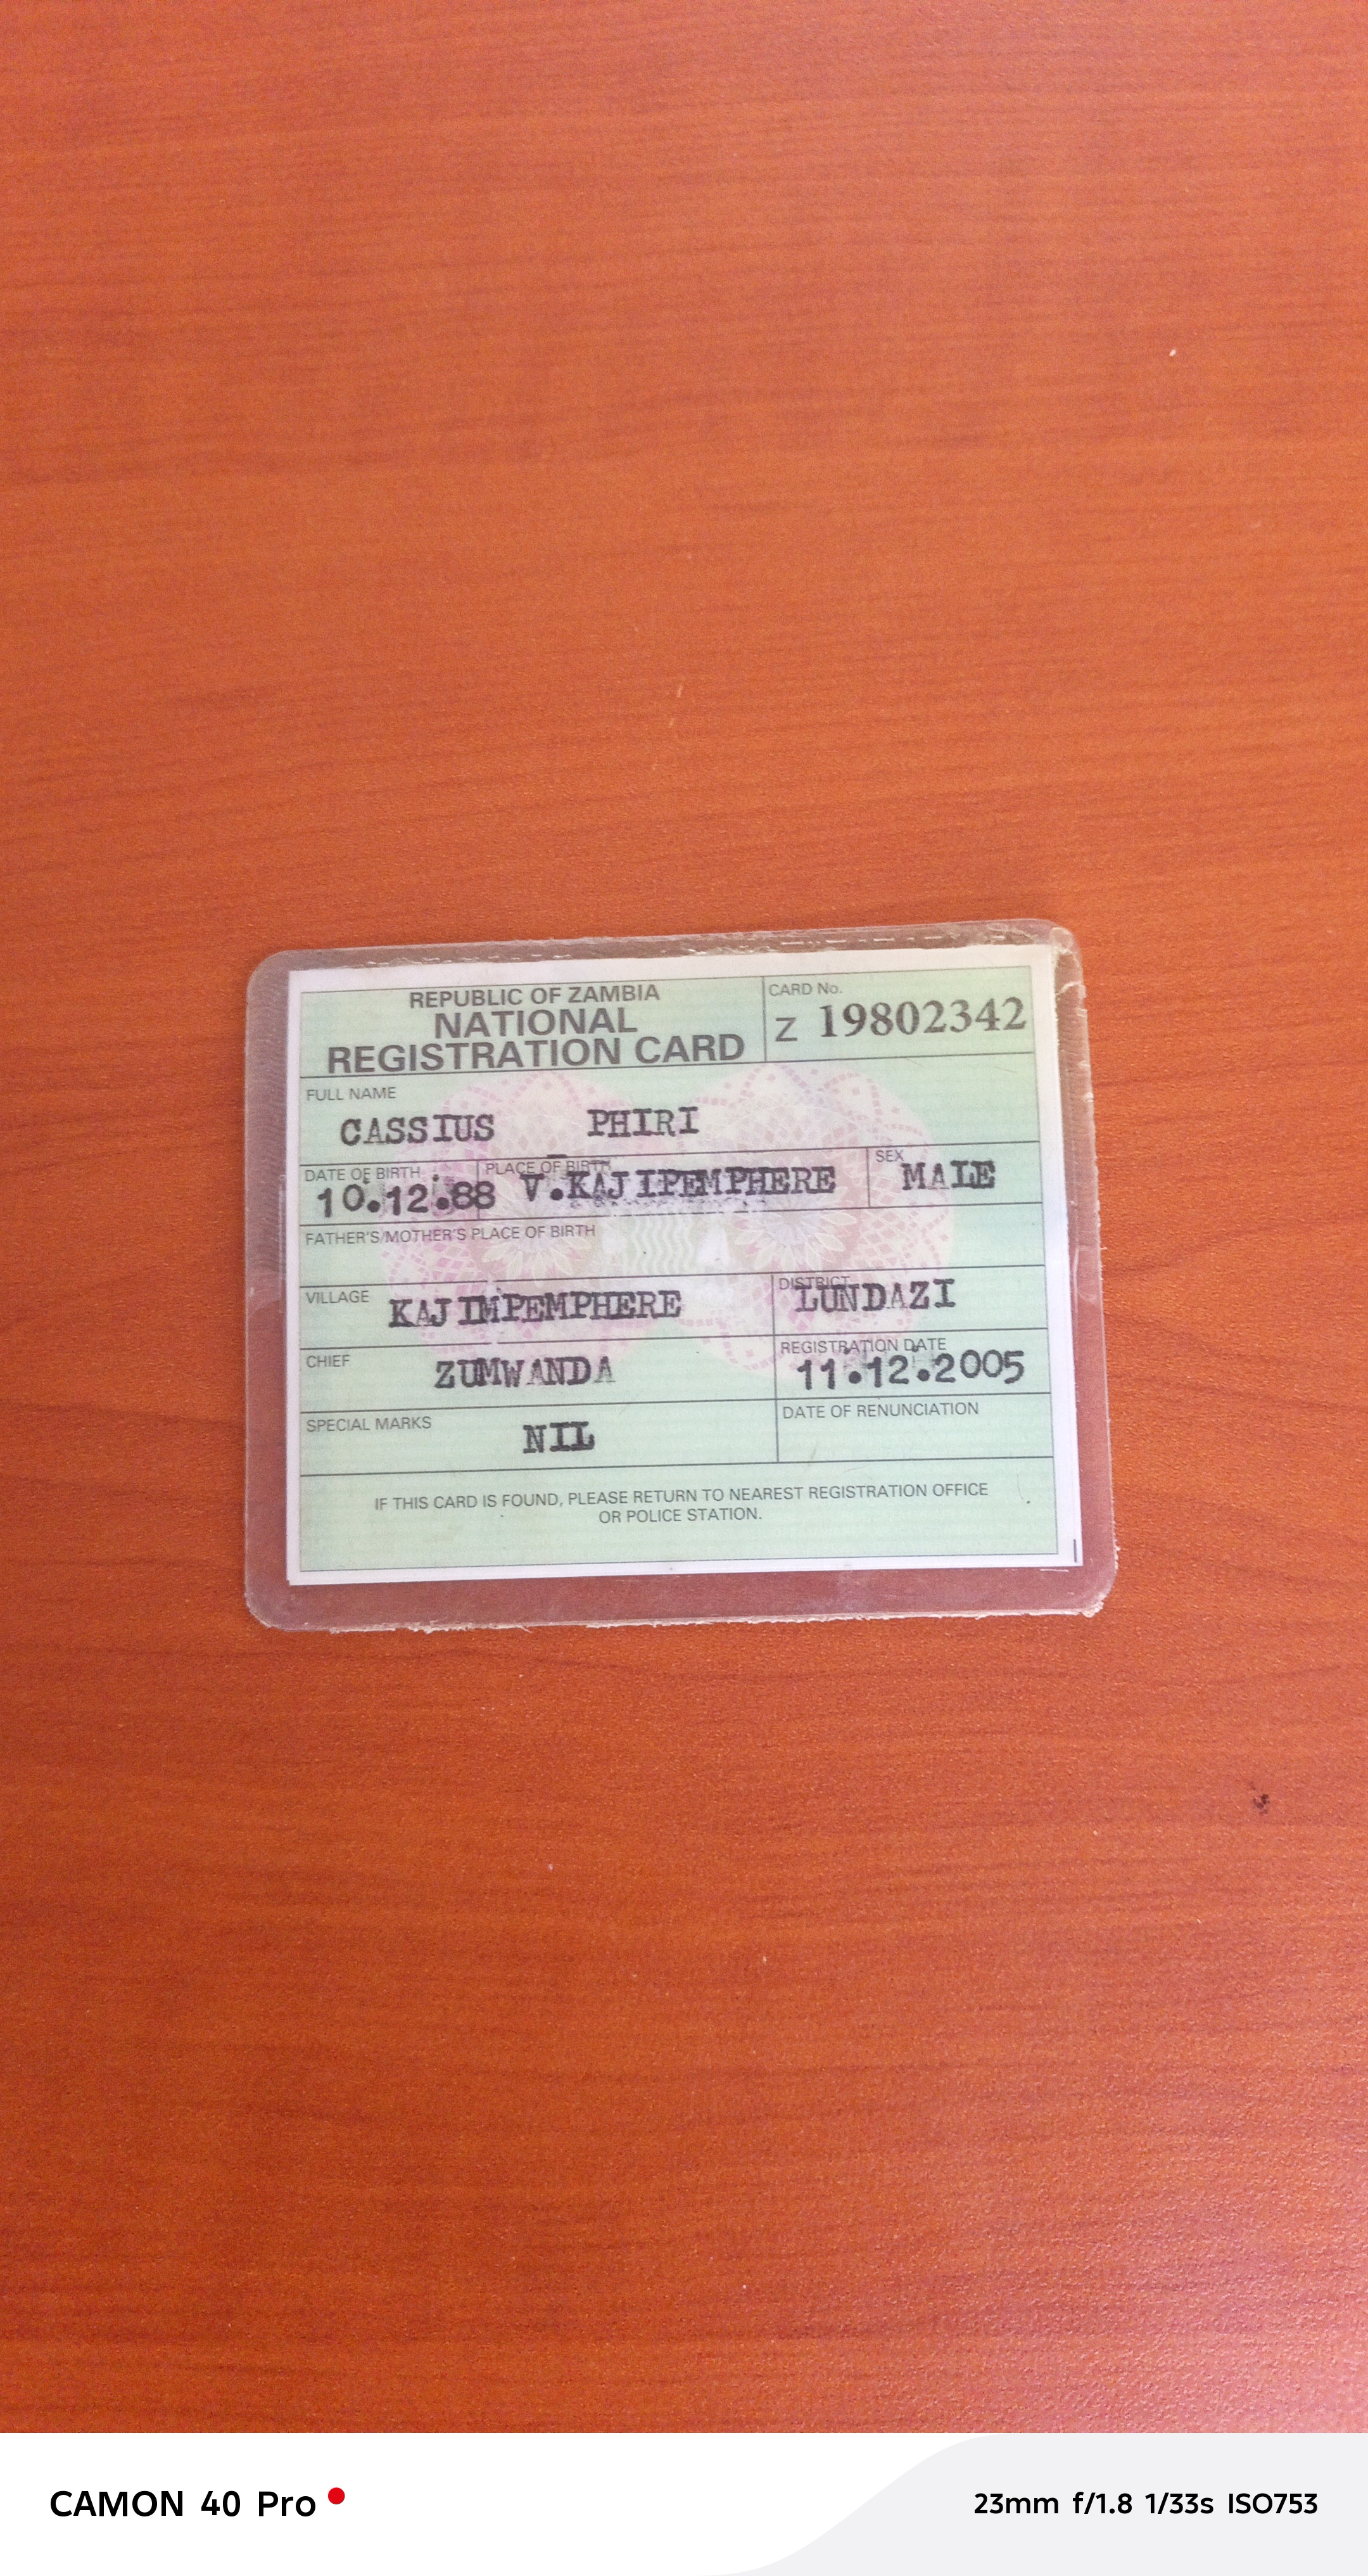 REPUBLIC OF ZAMBIA
NATIONAL
REGISTRATION CARD
CARD No.
Z 19802342
FULL NAME
CASSIUS PHIRI
DATE OF BIRTH
10.12.88
PLACE OF BIRTH
V.KAJIPEMPHERE
SEX
MALE
FATHER'S/MOTHER'S PLACE OF BIRTH
VILLAGE
KAJIMPEMPHERE
DISTRICT
LUNDAZI
CHIEF
ZUMWANDA
REGISTRATION DATE
11.12.2005
SPECIAL MARKS
NIL
DATE OF RENUNCIATION
IF THIS CARD IS FOUND, PLEASE RETURN TO NEAREST REGISTRATION OFFICE
OR POLICE STATION.
CAMON 40 Pro
23mm f/1.8 1/33s ISO753